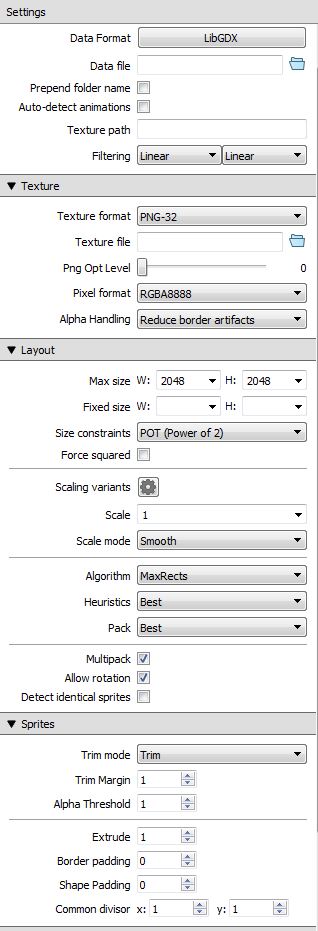 Settings
Data Format LibGDX
Data file
Prepend folder name
Auto-detect animations
Texture path
Filtering Linear Linear
Texture
Texture format PNG-32
Texture file
Png Opt Level 0
Pixel format RGBA8888
Alpha Handling Reduce border artifacts
Layout
Max size W: 2048 H: 2048
Fixed size W: H:
Size constraints POT (Power of 2)
Force squared
Scaling variants
Scale 1
Scale mode Smooth
Algorithm MaxRects
Heuristics Best
Pack Best
Multipack
Allow rotation
Detect identical sprites
Sprites
Trim mode Trim
Trim Margin 1
Alpha Threshold 1
Extrude 1
Border padding 0
Shape Padding 0
Common divisor x: 1 y: 1